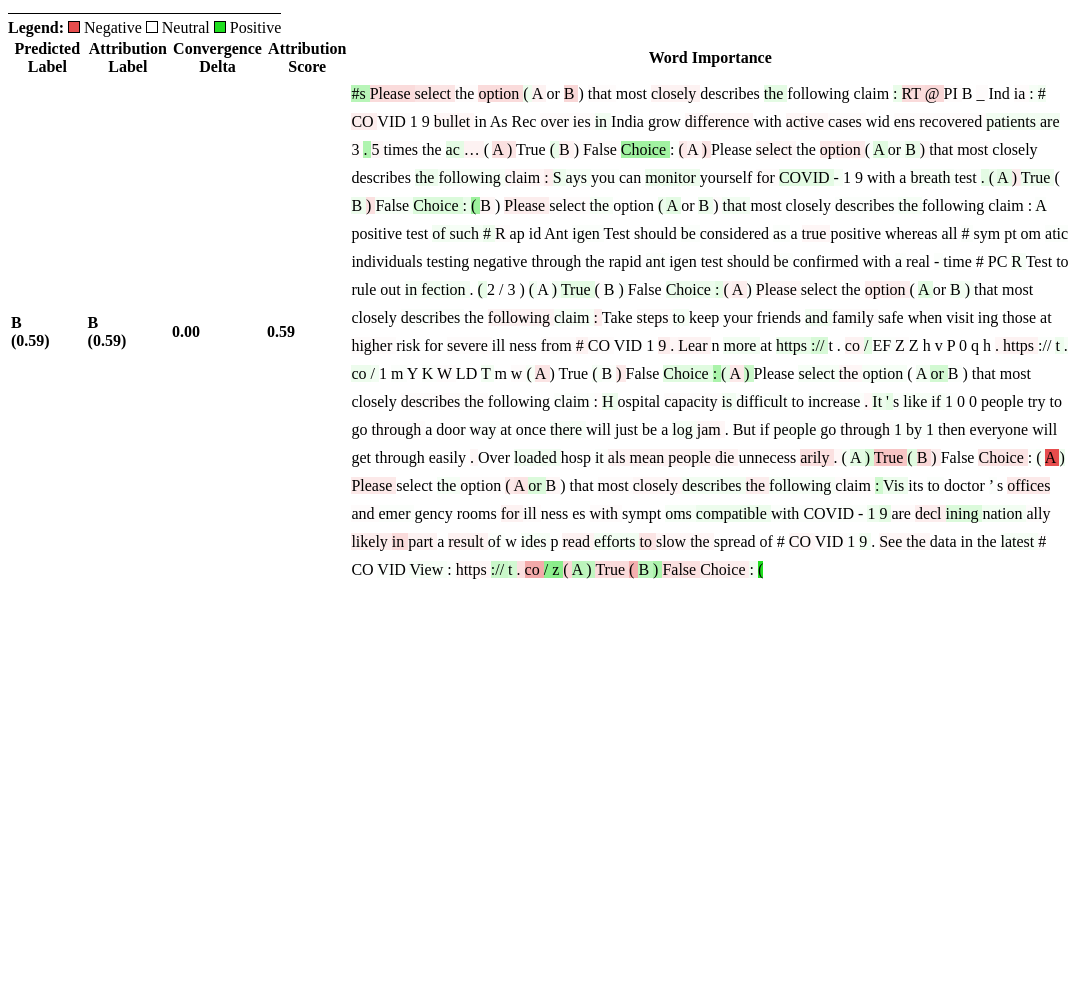 Legend: Negative Neutral Positive
Predicted Label Attribution Label Convergence Delta Attribution Score Word Importance
B (0.59) B (0.59) 0.00 0.59
#s Please select the option ( A or B ) that most closely describes the following claim : RT @ PI B _ Ind ia : #
CO VID 1 9 bullet in As Rec over ies in India grow difference with active cases wid ens recovered patients are
3 . 5 times the ac … ( A ) True ( B ) False Choice : ( A ) Please select the option ( A or B ) that most closely
describes the following claim : S ays you can monitor yourself for COVID - 1 9 with a breath test . ( A ) True (
B ) False Choice : ( B ) Please select the option ( A or B ) that most closely describes the following claim : A
positive test of such # R ap id Ant igen Test should be considered as a true positive whereas all # sym pt om atic
individuals testing negative through the rapid ant igen test should be confirmed with a real - time # PC R Test to
rule out in fection . ( 2 / 3 ) ( A ) True ( B ) False Choice : ( A ) Please select the option ( A or B ) that most
closely describes the following claim : Take steps to keep your friends and family safe when visit ing those at
higher risk for severe ill ness from # CO VID 1 9 . Lear n more at https :// t . co / EF Z Z h v P 0 q h . https :// t .
co / 1 m Y K W LD T m w ( A ) True ( B ) False Choice : ( A ) Please select the option ( A or B ) that most
closely describes the following claim : H ospital capacity is difficult to increase . It ' s like if 1 0 0 people try to
go through a door way at once there will just be a log jam . But if people go through 1 by 1 then everyone will
get through easily . Over loaded hosp it als mean people die unnecess arily . ( A ) True ( B ) False Choice : ( A )
Please select the option ( A or B ) that most closely describes the following claim : Vis its to doctor ’ s offices
and emer gency rooms for ill ness es with sympt oms compatible with COVID - 1 9 are decl ining nation ally
likely in part a result of w ides p read efforts to slow the spread of # CO VID 1 9 . See the data in the latest #
CO VID View : https :// t . co / z ( A ) True ( B ) False Choice : (